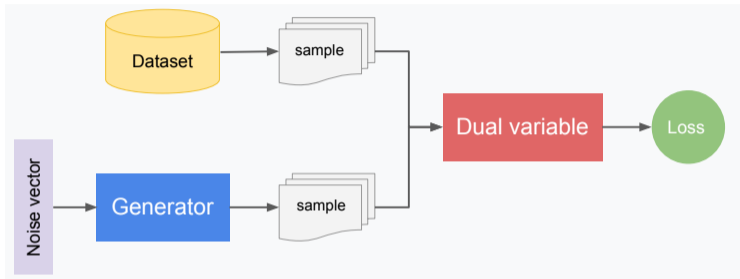 Dataset
sample
Dual variable
Loss
Noise vector
Generator
sample